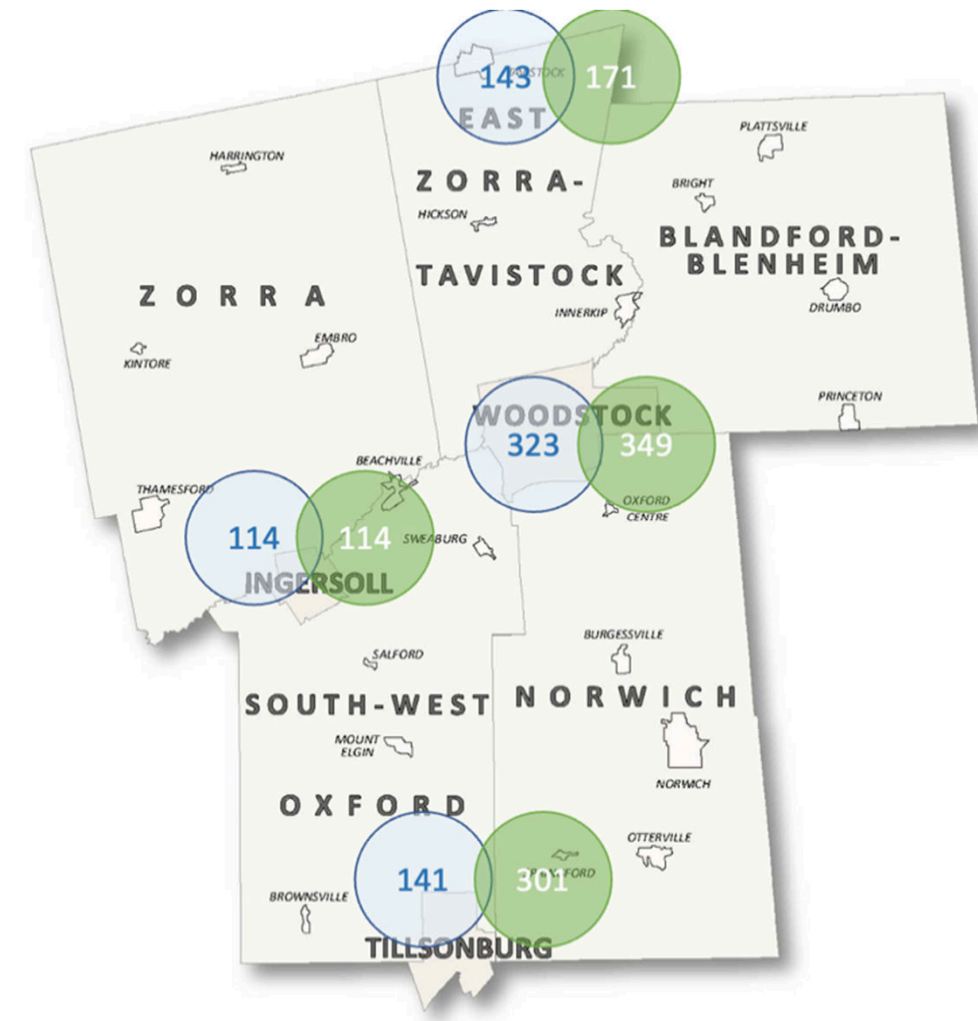 143
171
TAVISTOCK
EAST
PLATTSVILLE
HARRINGTON
ZORRA-
BRIGHT
HICKSON
BLANDFORD-
BLENHEIM
TAVISTOCK
ZORRA
DRUMBO
INNERKIP
EMBRO
KINTORE
PRINCETON
WOODSTOCK
323
349
BEACHVILLE
THAMESFORD
OXFORD
CENTRE
114
114
SWEABURG
INGERSOLL
BURGESSVILLE
SALFORD
SOUTH-WEST
NORWICH
MOUNT
ELGIN
NORWICH
OXFORD
OTTERVILLE
141
301
BROWNSVILLE
TILLSONBURG